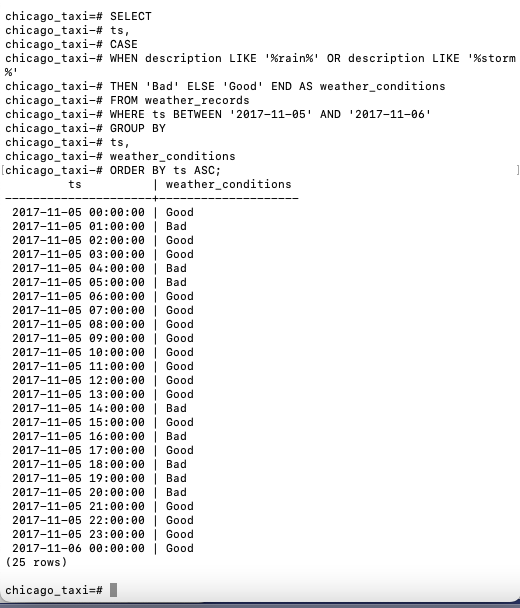 chicago_taxi=# SELECT
chicago_taxi-# ts,
chicago_taxi-# CASE
chicago_taxi-# WHEN description LIKE '%rain%' OR description LIKE '%storm
%'
chicago_taxi-# THEN 'Bad' ELSE 'Good' END AS weather_conditions
chicago_taxi-# FROM weather_records
chicago_taxi-# WHERE ts BETWEEN '2017-11-05' AND '2017-11-06'
chicago_taxi-# GROUP BY
chicago_taxi-# ts,
chicago_taxi-# weather_conditions
[chicago_taxi-# ORDER BY ts ASC; ]
ts | weather_conditions
---------------------+--------------------
2017-11-05 00:00:00 | Good
2017-11-05 01:00:00 | Bad
2017-11-05 02:00:00 | Good
2017-11-05 03:00:00 | Good
2017-11-05 04:00:00 | Bad
2017-11-05 05:00:00 | Bad
2017-11-05 06:00:00 | Good
2017-11-05 07:00:00 | Good
2017-11-05 08:00:00 | Good
2017-11-05 09:00:00 | Good
2017-11-05 10:00:00 | Good
2017-11-05 11:00:00 | Good
2017-11-05 12:00:00 | Good
2017-11-05 13:00:00 | Good
2017-11-05 14:00:00 | Bad
2017-11-05 15:00:00 | Good
2017-11-05 16:00:00 | Bad
2017-11-05 17:00:00 | Good
2017-11-05 18:00:00 | Bad
2017-11-05 19:00:00 | Bad
2017-11-05 20:00:00 | Bad
2017-11-05 21:00:00 | Good
2017-11-05 22:00:00 | Good
2017-11-05 23:00:00 | Good
2017-11-06 00:00:00 | Good
(25 rows)
chicago_taxi=#